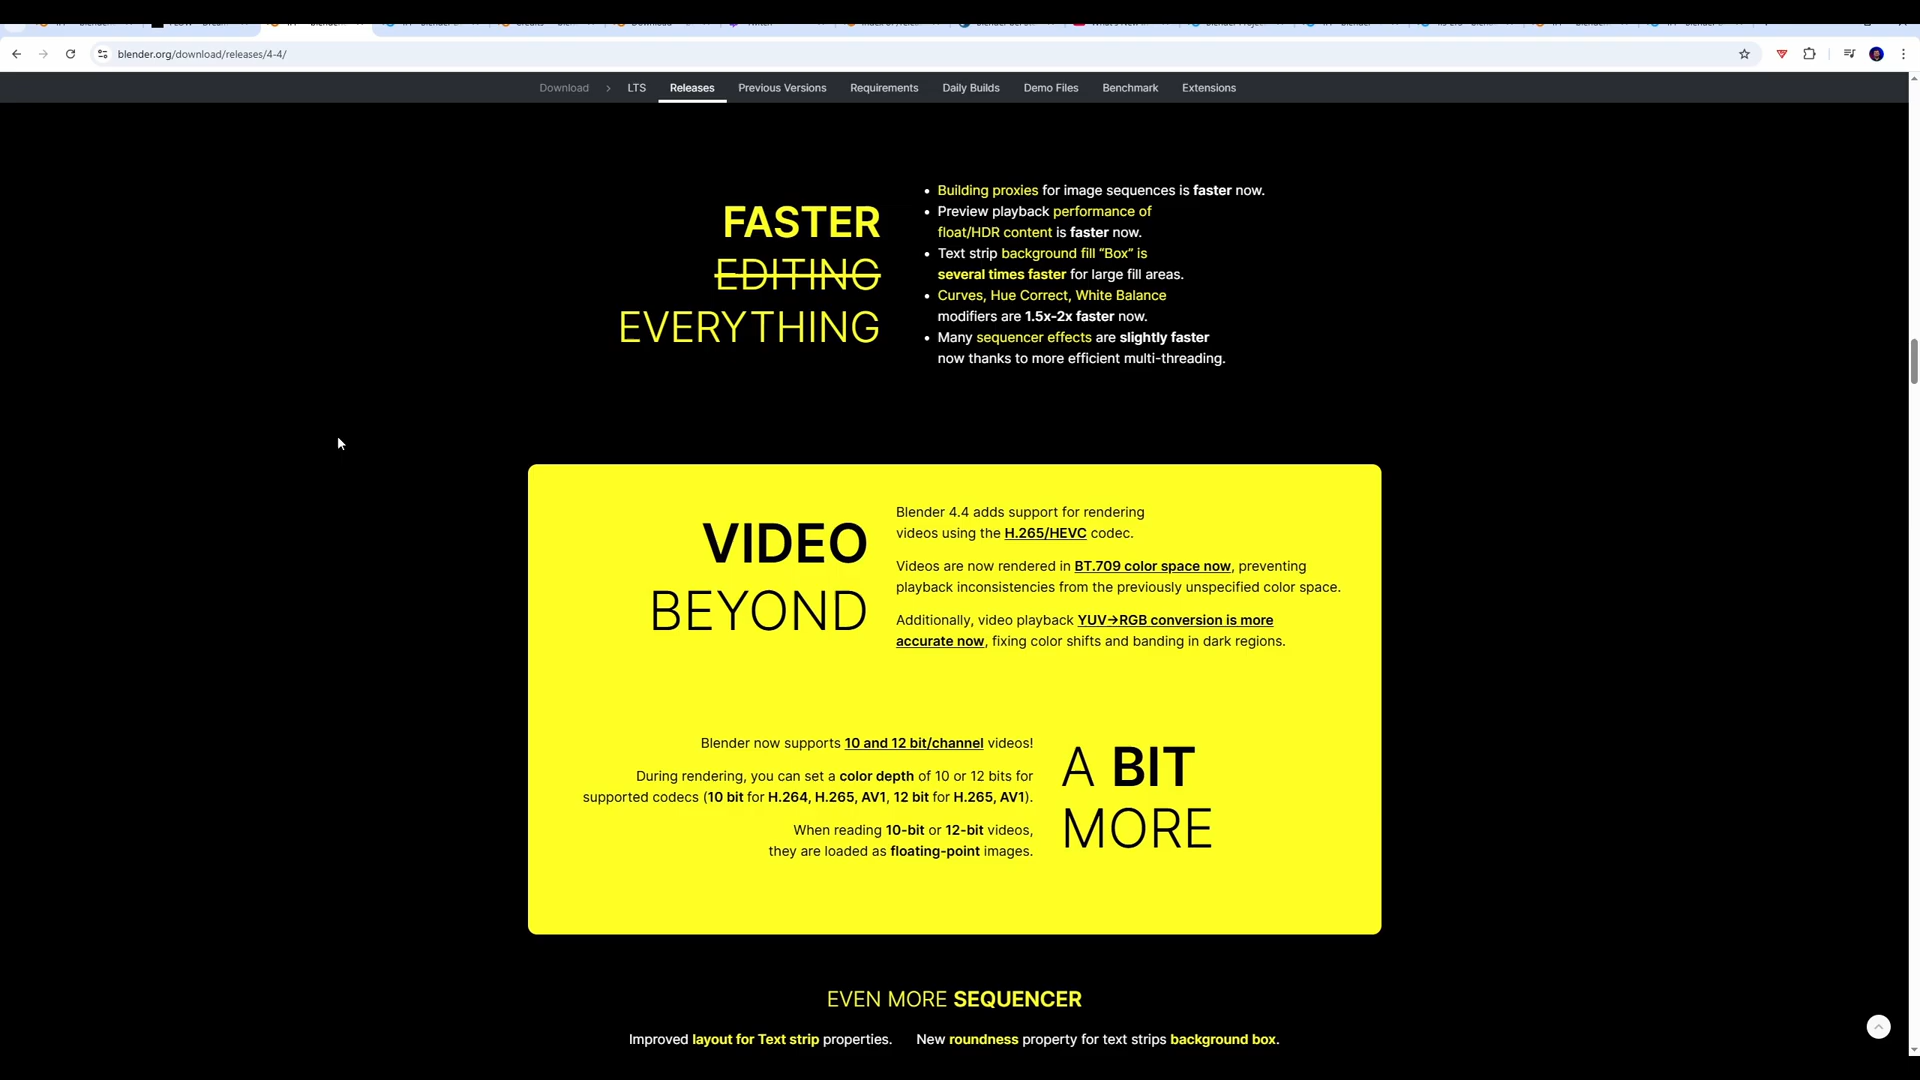 blender.org/download/releases/4-4/
Download > LTS Releases Previous Versions Requirements Daily Builds Demo Files Benchmark Extensions
FASTER
EDITING
EVERYTHING
• Building proxies for image sequences is faster now.
• Preview playback performance of
float/HDR content is faster now.
• Text strip background fill “Box” is
several times faster for large fill areas.
• Curves, Hue Correct, White Balance
modifiers are 1.5x-2x faster now.
• Many sequencer effects are slightly faster
now thanks to more efficient multi-threading.
VIDEO
BEYOND
Blender 4.4 adds support for rendering
videos using the H.265/HEVC codec.
Videos are now rendered in BT.709 color space now, preventing
playback inconsistencies from the previously unspecified color space.
Additionally, video playback YUV→RGB conversion is more
accurate now, fixing color shifts and banding in dark regions.
Blender now supports 10 and 12 bit/channel videos!
During rendering, you can set a color depth of 10 or 12 bits for
supported codecs (10 bit for H.264, H.265, AV1, 12 bit for H.265, AV1).
When reading 10-bit or 12-bit videos,
they are loaded as floating-point images.
A BIT
MORE
EVEN MORE SEQUENCER
Improved layout for Text strip properties. New roundness property for text strips background box.